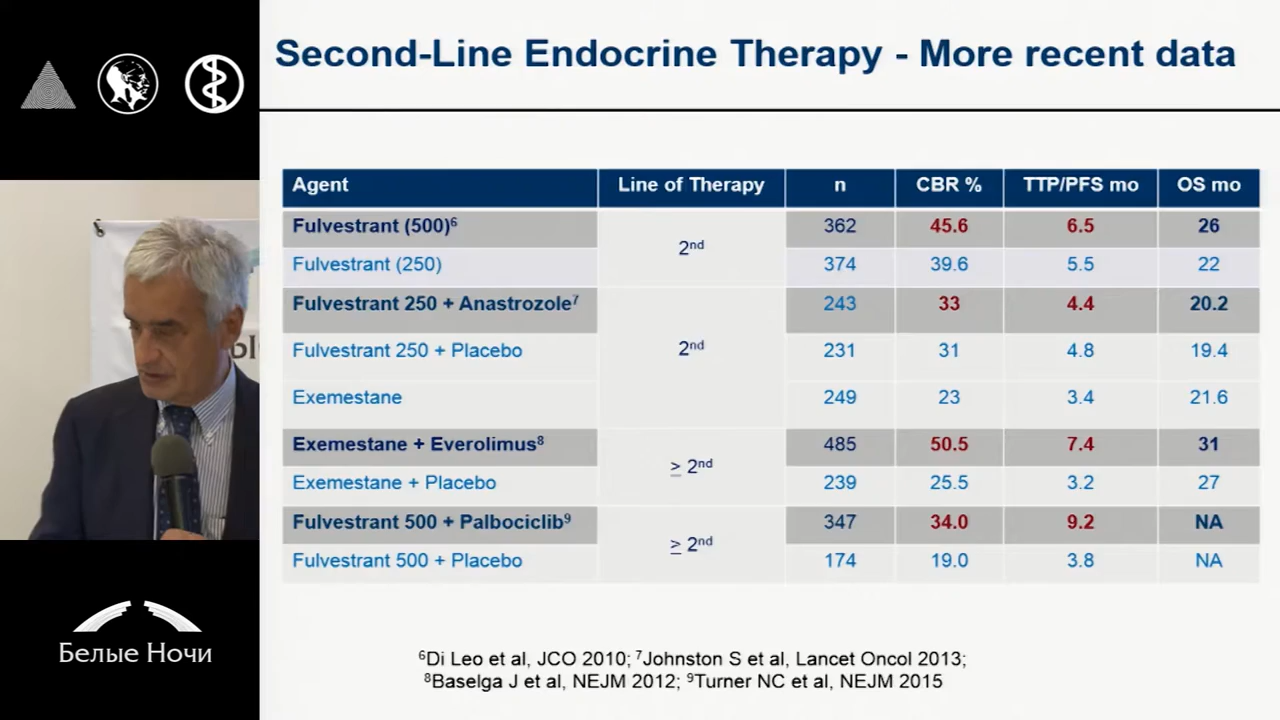 Second-Line Endocrine Therapy - More recent data
Agent Line of Therapy n CBR % TTP/PFS mo OS mo
Fulvestrant (500)⁶ 2nd 362 45.6 6.5 26
Fulvestrant (250) 374 39.6 5.5 22
Fulvestrant 250 + Anastrozole⁷ 2nd 243 33 4.4 20.2
Fulvestrant 250 + Placebo 231 31 4.8 19.4
Exemestane 249 23 3.4 21.6
Exemestane + Everolimus⁸ ≥ 2nd 485 50.5 7.4 31
Exemestane + Placebo 239 25.5 3.2 27
Fulvestrant 500 + Palbociclib⁹ ≥ 2nd 347 34.0 9.2 NA
Fulvestrant 500 + Placebo 174 19.0 3.8 NA
⁶Di Leo et al, JCO 2010; ⁷Johnston S et al, Lancet Oncol 2013;
⁸Baselga J et al, NEJM 2012; ⁹Turner NC et al, NEJM 2015
Белые Ночи